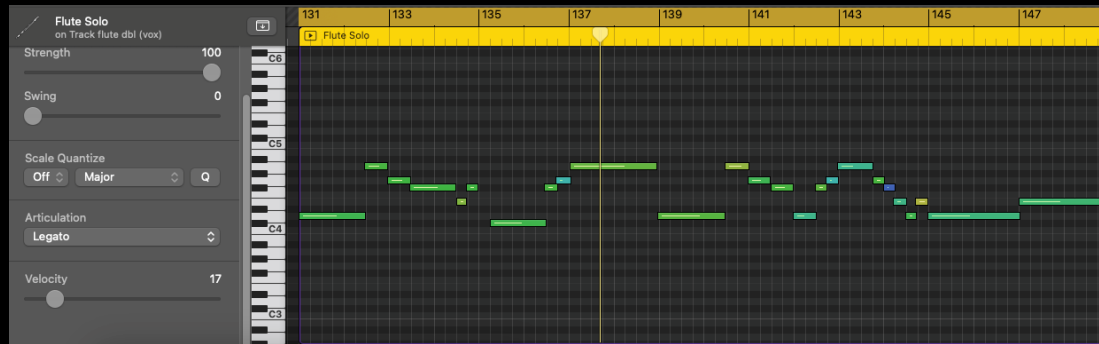 Flute Solo
on Track flute dbl (vox)
Strength 100
Swing 0
Scale Quantize
Off Major Q
Articulation
Legato
Velocity 17
131 133 135 137 139 141 143 145 147
Flute Solo
C6
C5
C4
C3